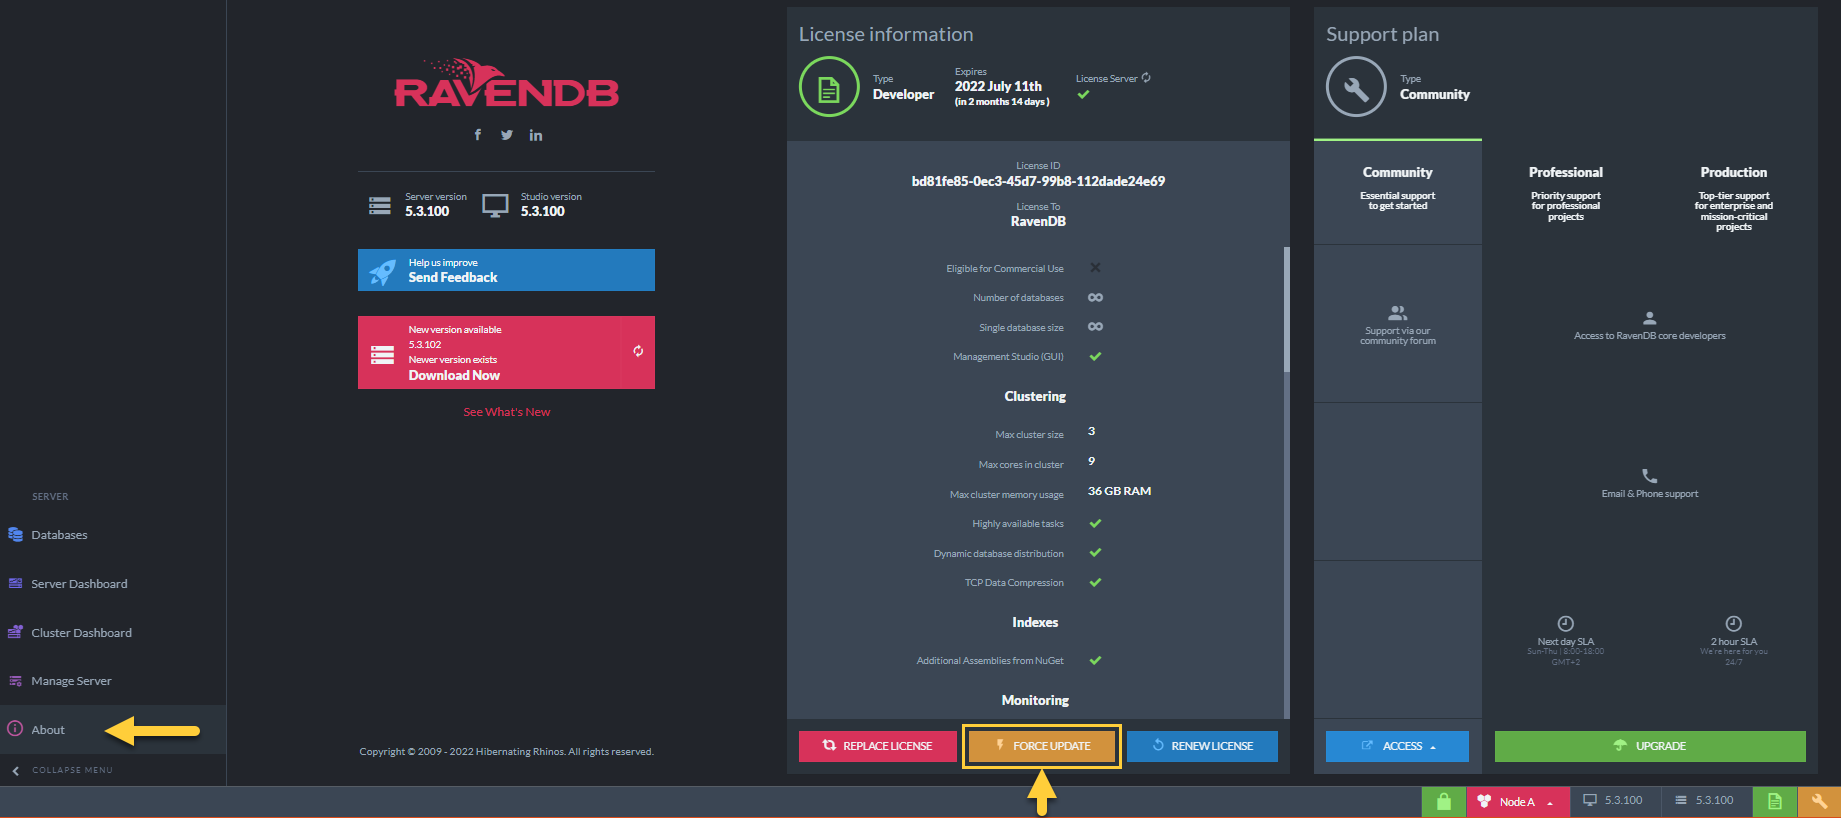 RAVENDB
Server version
5.3.100
Studio version
5.3.100
Help us improve
Send Feedback
New version available
5.3.102
Newer version exists
Download Now
See What's New
Copyright © 2009 - 2022 Hibernating Rhinos. All rights reserved.
SERVER
Databases
Server Dashboard
Cluster Dashboard
Manage Server
About
COLLAPSE MENU
License information
Type
Developer
Expires
2022 July 11th
(in 2 months 14 days )
License Server
License ID
bd81fe85-0ec3-45d7-99b8-112dade24e69
License To
RavenDB
Eligible for Commercial Use
Number of databases
Single database size
Management Studio (GUI)
Clustering
Max cluster size 3
Max cores in cluster 9
Max cluster memory usage 36 GB RAM
Highly available tasks
Dynamic database distribution
TCP Data Compression
Indexes
Additional Assemblies from NuGet
Monitoring
REPLACE LICENSE
FORCE UPDATE
RENEW LICENSE
Support plan
Type
Community
Community
Essential support
to get started
Professional
Priority support
for professional
projects
Production
Top-tier support
for enterprise and
mission-critical
projects
Support via our
community forum
Access to RavenDB core developers
Email & Phone support
Next day SLA
Sun-Thu | 8:00-18:00
GMT+2
2 hour SLA
We're here for you
24/7
ACCESS
UPGRADE
Node A
5.3.100
5.3.100